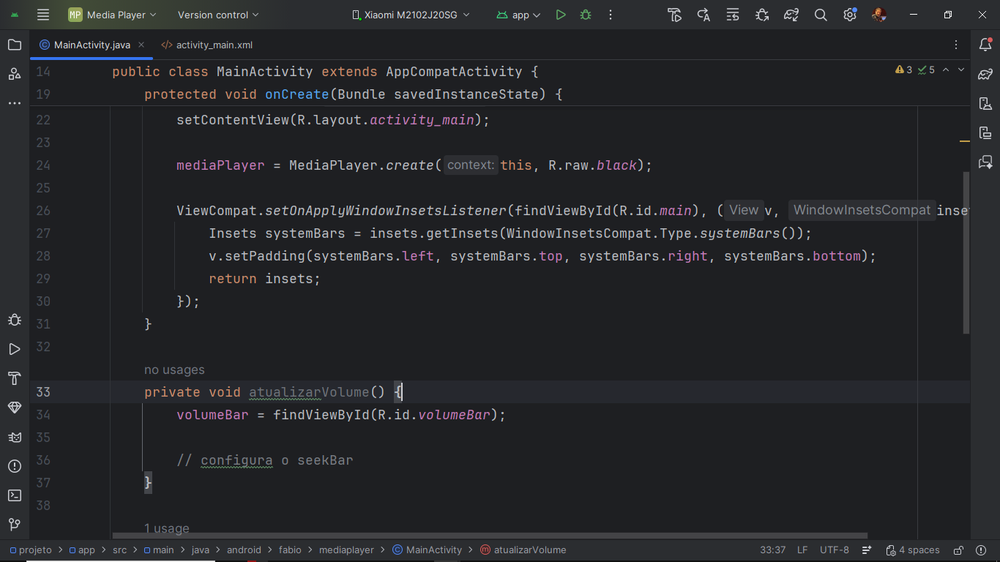 MP Media Player Version control Xiaomi M2102J20SG app
MainActivity.java activity_main.xml
14 public class MainActivity extends AppCompatActivity { 3 5
19 protected void onCreate(Bundle savedInstanceState) {
22 setContentView(R.layout.activity_main);
23
24 mediaPlayer = MediaPlayer.create( context: this, R.raw.black);
25
26 ViewCompat.setOnApplyWindowInsetsListener(findViewById(R.id.main), ( View v, WindowInsetsCompat inse
27 Insets systemBars = insets.getInsets(WindowInsetsCompat.Type.systemBars());
28 v.setPadding(systemBars.left, systemBars.top, systemBars.right, systemBars.bottom);
29 return insets;
30 });
31 }
32
no usages
33 private void atualizarVolume() {
34 volumeBar = findViewById(R.id.volumeBar);
35
36 // configura o seekBar
37 }
38
1 usage
projeto app src main java android fabio mediaplayer MainActivity atualizarVolume 33:37 LF UTF-8 4 spaces